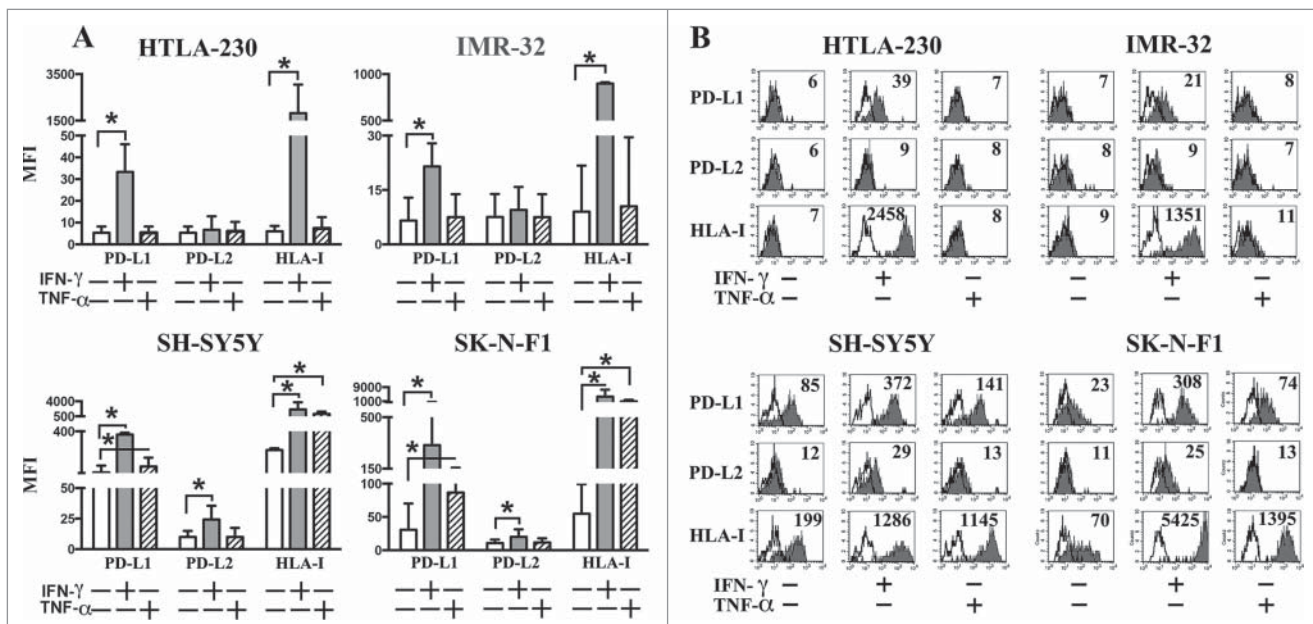 A
HTLA-230
IMR-32
MFI
3500
1500
50
40
30
20
10
0
PD-L1 PD-L2 HLA-I
IFN-γ — + — — + — — + —
TNF-α — — + — — + — — +
1000
500
30
15
0
PD-L1 PD-L2 HLA-I
— + — — + — — + —
— — + — — + — — +
* * * *
SH-SY5Y
SK-N-F1
MFI
4000
500
400
50
25
0
PD-L1 PD-L2 HLA-I
IFN-γ — + — — + — — + —
TNF-α — — + — — + — — +
9000
1000
500
150
100
50
0
PD-L1 PD-L2 HLA-I
— + — — + — — + —
— — + — — + — — +
* * * * * * * * * *
B
HTLA-230 IMR-32
PD-L1 6 39 7 7 21 8
PD-L2 6 9 8 8 9 7
HLA-I 7 2458 8 9 1351 11
IFN-γ — + — — + —
TNF-α — — + — — +
SH-SY5Y SK-N-F1
PD-L1 85 372 141 23 308 74
PD-L2 12 29 13 11 25 13
HLA-I 199 1286 1145 70 5425 1395
IFN-γ — + — — + —
TNF-α — — + — — +
Counts